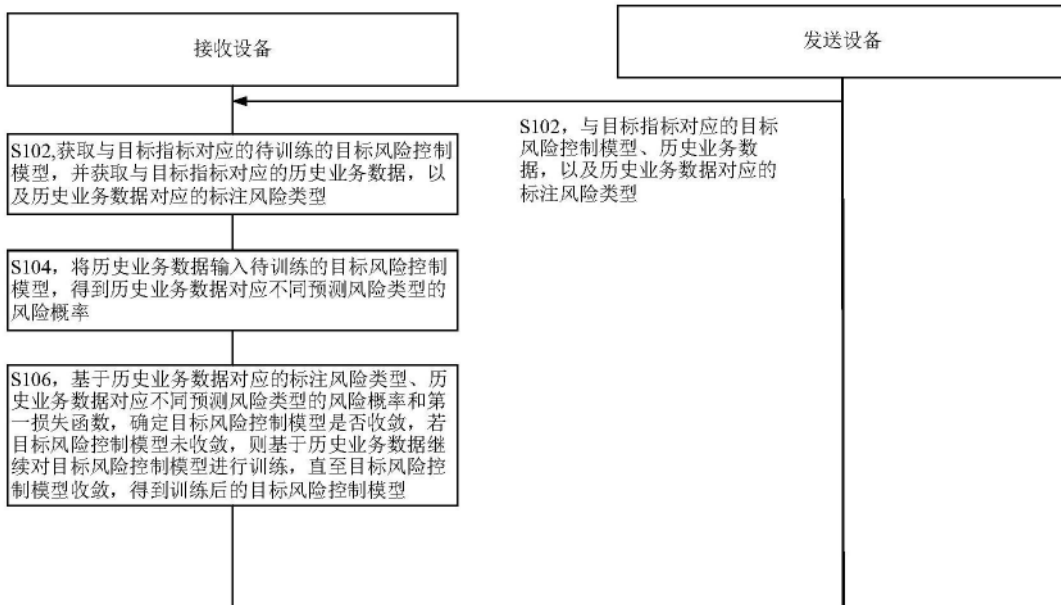 接收设备
发送设备
S102,获取与目标指标对应的待训练的目标风险控制
模型，并获取与目标指标对应的历史业务数据，以
及历史业务数据对应的标注风险类型
S102，与目标指标对应的目标
风险控制模型、历史业务数
据，以及历史业务数据对应的
标注风险类型
S104，将历史业务数据输入待训练的目标风险控制
模型，得到历史业务数据对应不同预测风险类型的
风险概率
S106，基于历史业务数据对应的标注风险类型、历
史业务数据对应不同预测风险类型的风险概率和第
一损失函数，确定目标风险控制模型是否收敛，若
目标风险控制模型未收敛，则基于历史业务数据继
续对目标风险控制模型进行训练，直至目标风险控
制模型收敛，得到训练后的目标风险控制模型